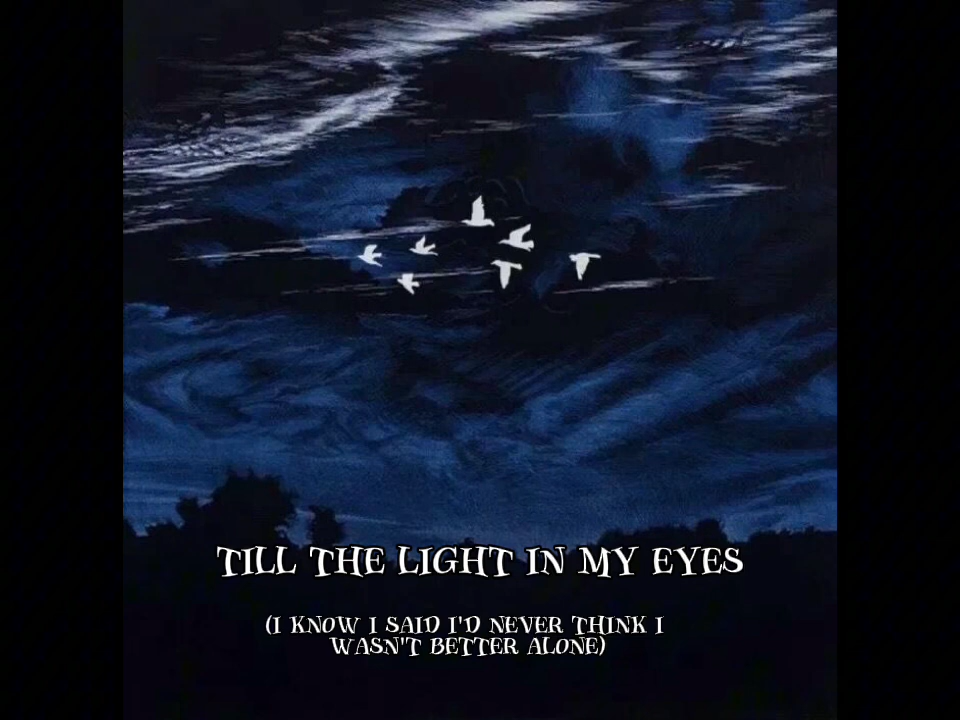 TILL THE LIGHT IN MY EYES
(I KNOW I SAID I'D NEVER THINK I
WASN'T BETTER ALONE)